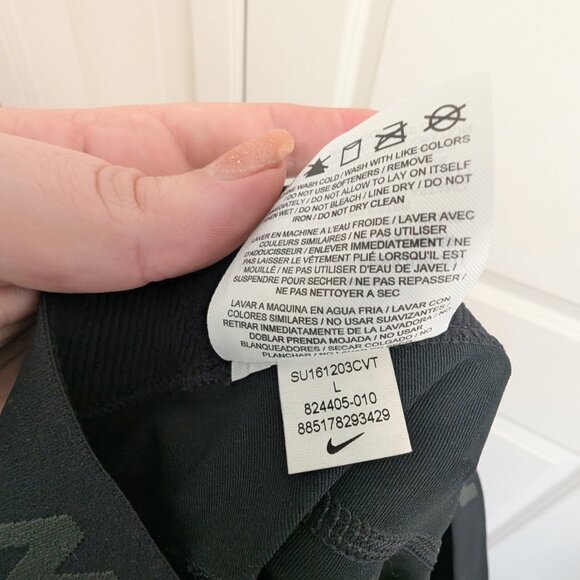 WASH COLD / WASH WITH LIKE COLORS
NOT USE SOFTENERS / REMOVE
/ DO NOT ALLOW TO LAY ON ITSELF
WHEN WET / DO NOT BLEACH / LINE DRY / DO NOT
IRON / DO NOT DRY CLEAN
LAVER EN MACHINE A L'EAU FROIDE / LAVER AVEC
COULEURS SIMILAIRES / NE PAS UTILISER
D'ADOUCISSEUR / ENLEVER IMMEDIATEMENT / NE
PAS LAISSER LE VÊTEMENT PLIÉ LORSQU'IL EST
MOUILLÉ / NE PAS UTILISER D'EAU DE JAVEL /
SUSPENDRE POUR SECHER / NE PAS REPASSER /
NE PAS NETTOYER A SEC
LAVAR A MAQUINA EN AGUA FRIA / LAVAR CON
COLORES SIMILARES / NO USAR SUAVIZANTES /
RETIRAR INMEDIATAMENTE DE LA LAVADORA / NO
DOBLAR PRENDA MOJADA / NO USAR
BLANQUEADORES / SECAR COLGADO / NO
PLANCHAR / NO LAVAR EN
SU161203CVT
L
824405-010
885178293429